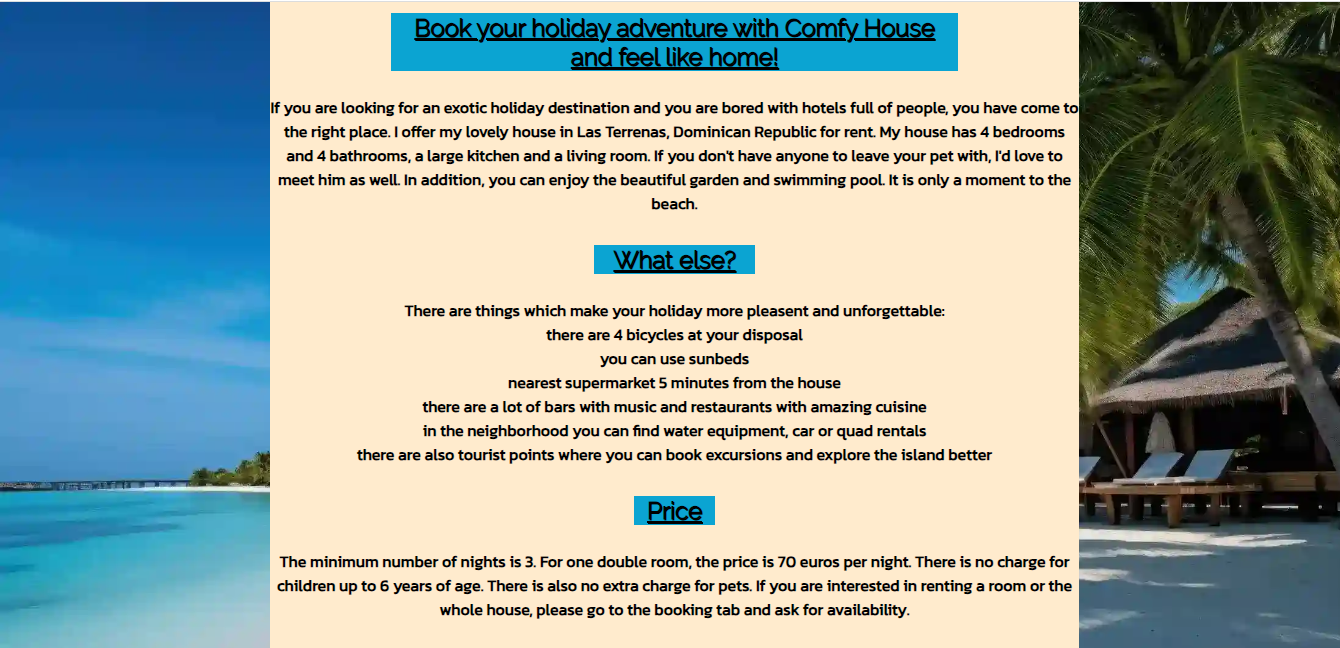 Book your holiday adventure with Comfy House
and feel like home!
If you are looking for an exotic holiday destination and you are bored with hotels full of people, you have come to
the right place. I offer my lovely house in Las Terrenas, Dominican Republic for rent. My house has 4 bedrooms
and 4 bathrooms, a large kitchen and a living room. If you don't have anyone to leave your pet with, I'd love to
meet him as well. In addition, you can enjoy the beautiful garden and swimming pool. It is only a moment to the
beach.
What else?
There are things which make your holiday more pleasent and unforgettable:
there are 4 bicycles at your disposal
you can use sunbeds
nearest supermarket 5 minutes from the house
there are a lot of bars with music and restaurants with amazing cuisine
in the neighborhood you can find water equipment, car or quad rentals
there are also tourist points where you can book excursions and explore the island better
Price
The minimum number of nights is 3. For one double room, the price is 70 euros per night. There is no charge for
children up to 6 years of age. There is also no extra charge for pets. If you are interested in renting a room or the
whole house, please go to the booking tab and ask for availability.